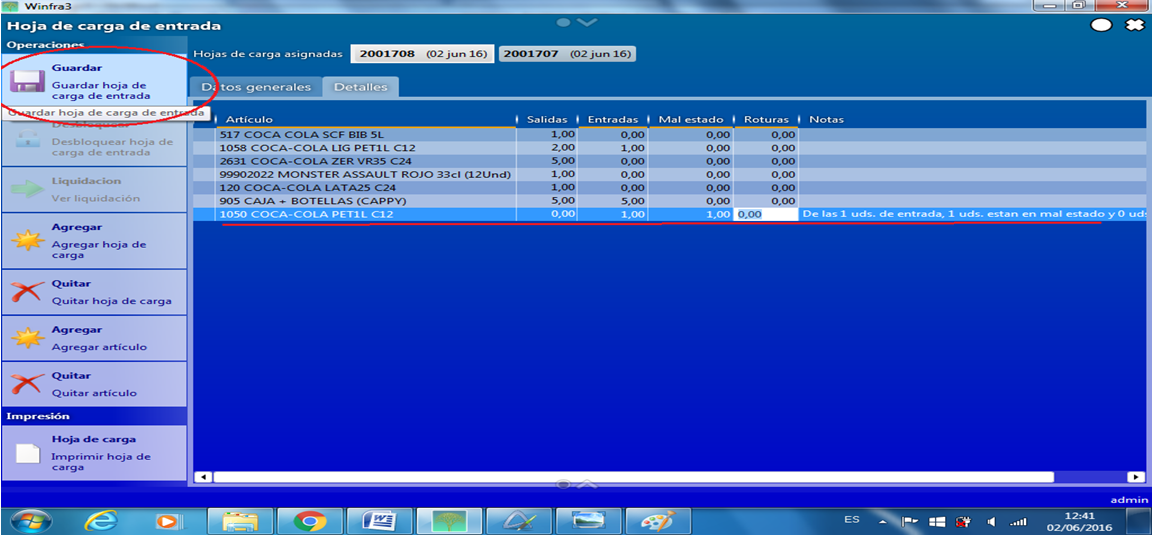 Winfra3
Hoja de carga de entrada
Operaciones
Hojas de carga asignadas 2001708 (02 jun 16) 2001707 (02 jun 16)
Guardar
Guardar hoja de
carga de entrada
Datos generales Detalles
Guardar hoja de carga de entrada
Desbloquear
Desbloquear hoja de
carga de entrada
Liquidacion
Ver liquidación
Agregar
Agregar hoja de
carga
Quitar
Quitar hoja de carga
Agregar
Agregar artículo
Quitar
Quitar artículo
Impresión
Hoja de carga
Imprimir hoja de
carga
Artículo Salidas Entradas Mal estado Roturas Notas
517 COCA COLA SCF BIB 5L 1,00 0,00 0,00 0,00
1058 COCA-COLA LIG PET1L C12 2,00 1,00 0,00 0,00
2631 COCA-COLA ZER VR35 C24 5,00 0,00 0,00 0,00
99902022 MONSTER ASSAULT ROJO 33cl (12Und) 1,00 0,00 0,00 0,00
120 COCA-COLA LATA25 C24 1,00 0,00 0,00 0,00
905 CAJA + BOTELLAS (CAPPY) 5,00 5,00 0,00 0,00
1050 COCA-COLA PET1L C12 0,00 1,00 1,00 0,00 De las 1 uds. de entrada, 1 uds. estan en mal estado y 0 uds
admin
ES 12:41
02/06/2016